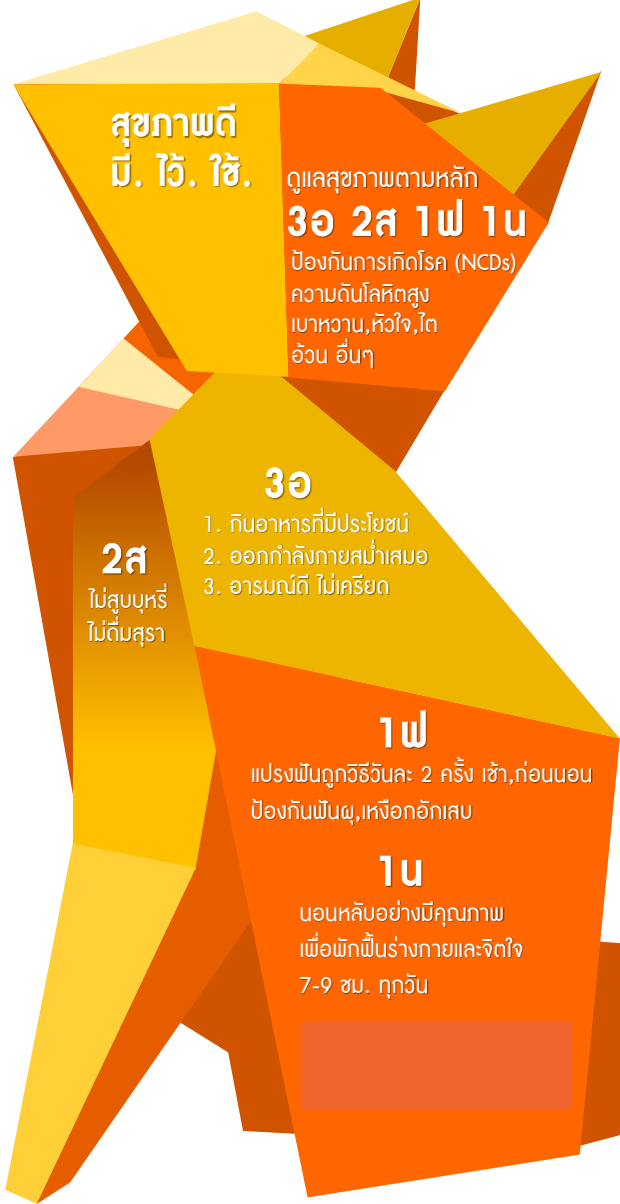 สุขภาพดี
มี. ไว้. ใช้.
ดูแลสุขภาพตามหลัก
3อ 2ส 1ฟ 1น
ป้องกันการเกิดโรค (NCDs)
ความดันโลหิตสูง
เบาหวาน,หัวใจ,ไต
อ้วน อื่นๆ
3อ
1. กินอาหารที่มีประโยชน์
2. ออกกำลังกายสม่ำเสมอ
3. อารมณ์ดี ไม่เครียด
2ส
ไม่สูบบุหรี่
ไม่ดื่มสุรา
1ฟ
แปรงฟันถูกวิธีวันละ 2 ครั้ง เช้า,ก่อนนอน
ป้องกันฟันผุ,เหงือกอักเสบ
1น
นอนหลับอย่างมีคุณภาพ
เพื่อพักฟื้นร่างกายและจิตใจ
7-9 ชม. ทุกวัน